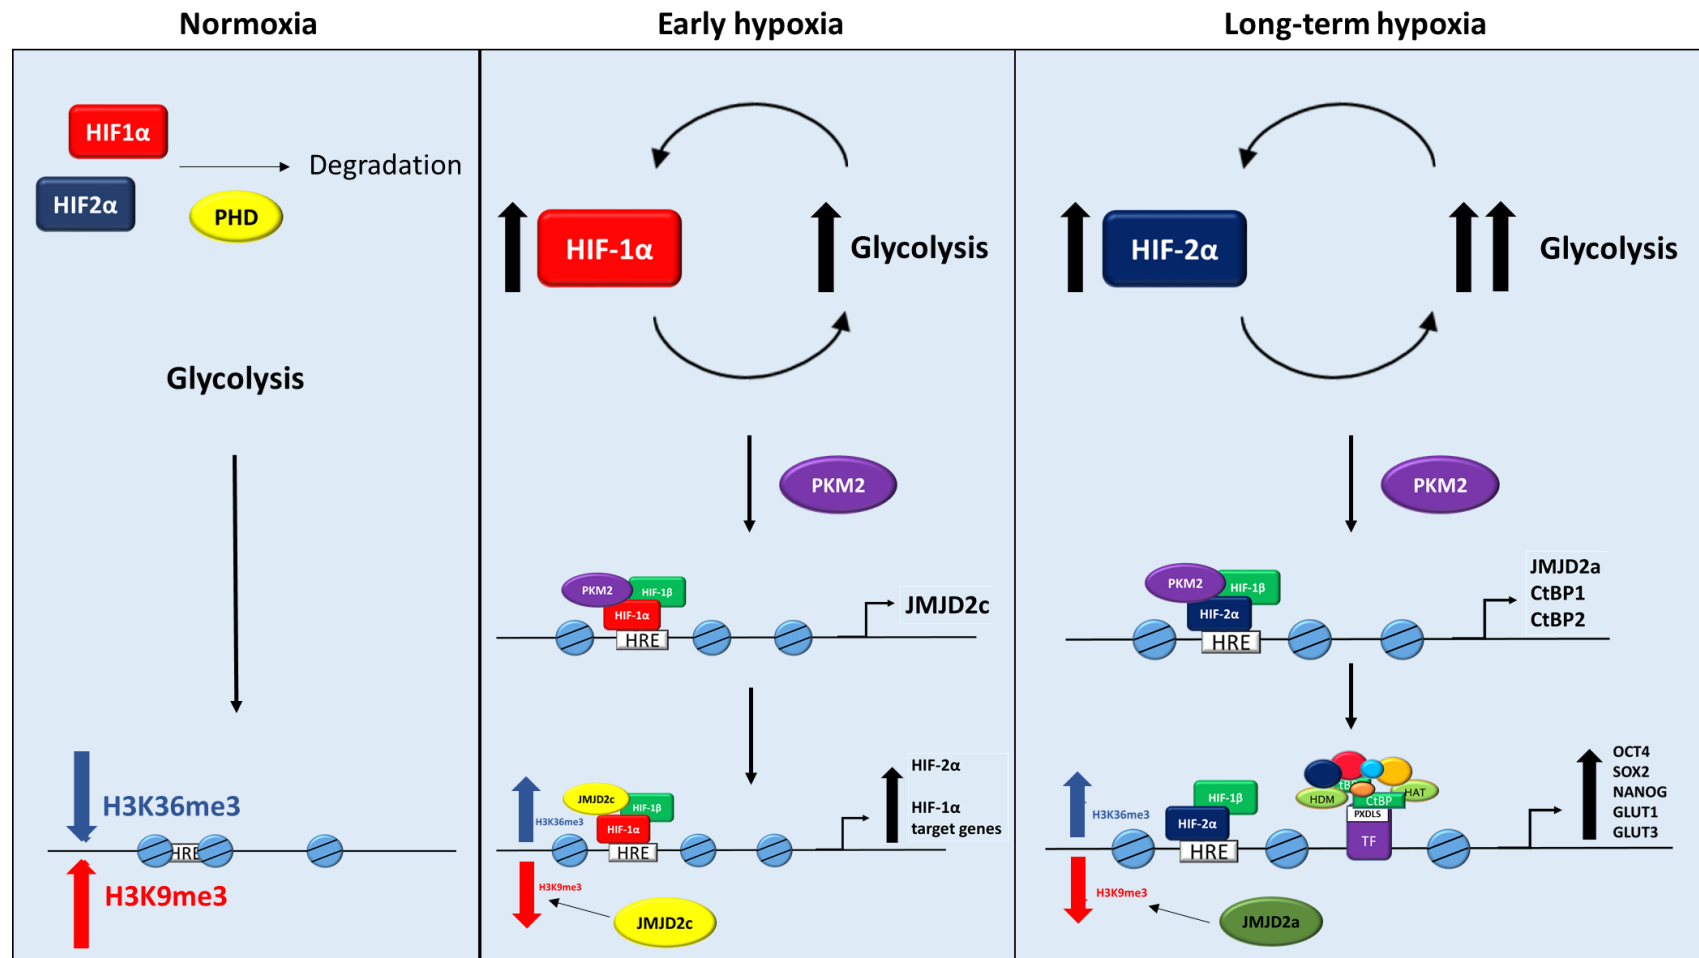 Normoxia
Early hypoxia
Long-term hypoxia
HIF1α
HIF2α
Degradation
PHD
Glycolysis
H3K36me3
HRE
H3K9me3
HIF-1α
Glycolysis
PKM2
PKM2
HIF-1β
HIF-1α
HRE
JMJD2c
HIF-2α
HIF-1α
target genes
JMJD2c
HIF-1β
HIF-1α
H3K36me3
HRE
H3K9me3
JMJD2c
HIF-2α
Glycolysis
PKM2
PKM2
HIF-1β
HIF-2α
HRE
JMJD2a
CtBP1
CtBP2
OCT4
SOX2
NANOG
GLUT1
GLUT3
HDM
CtBP
HAT
CtBP
PXDLS
TF
HIF-1β
HIF-2α
H3K36me3
HRE
H3K9me3
JMJD2a